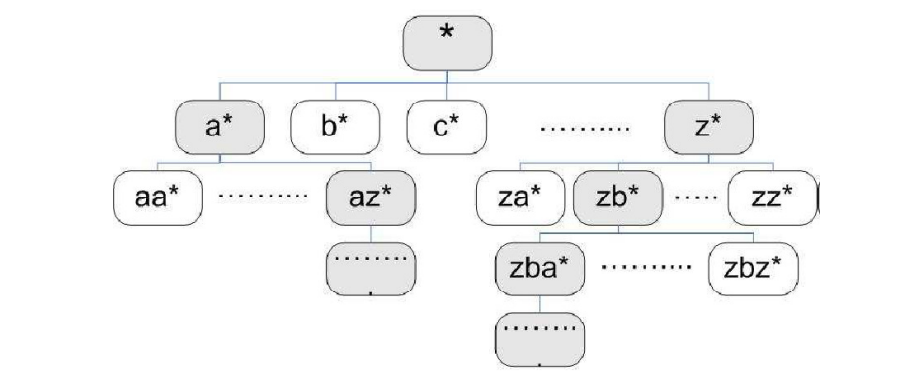 *
a* b* c* .......... z*
aa* .......... az* za* zb* ..... zz*
........ zba* .......... zbz*
.
........
.